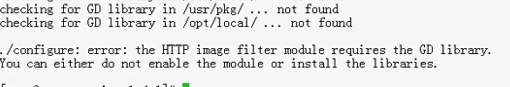 checking for GD library in /usr/pkg/ ... not found
checking for GD library in /opt/local/ ... not found
./configure: error: the HTTP image filter module requires the GD library.
You can either do not enable the module or install the libraries.